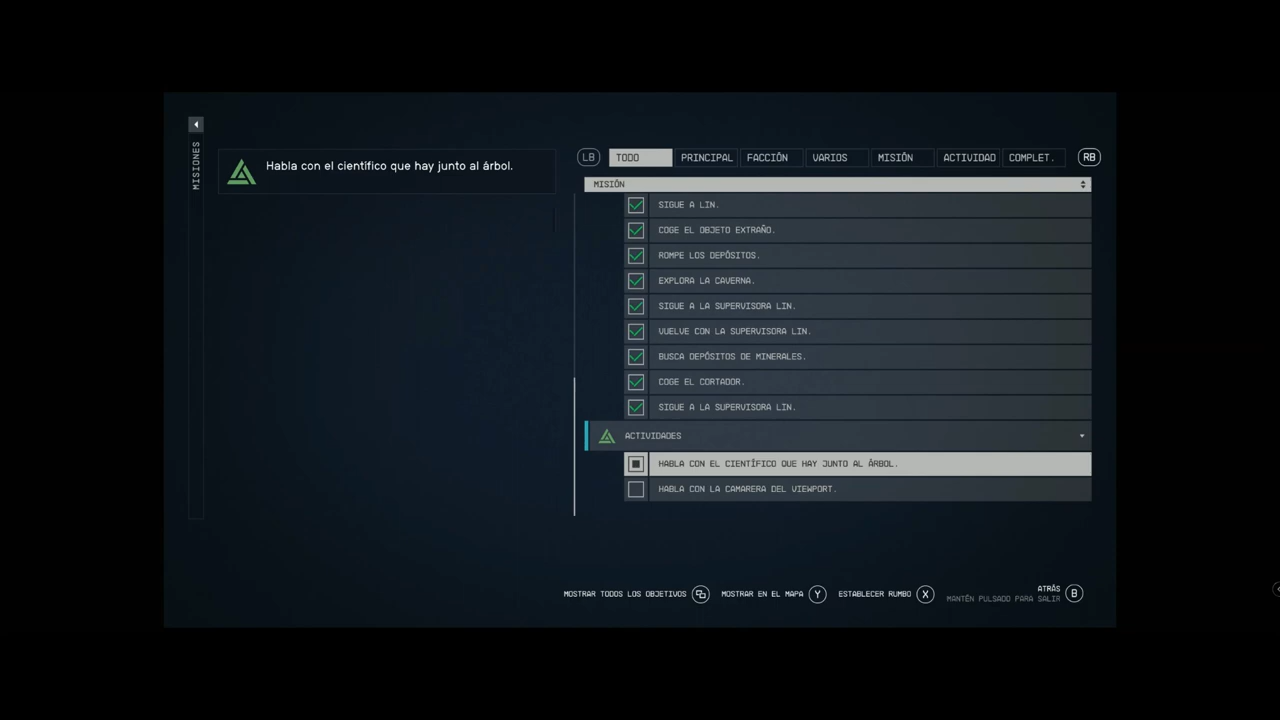 MISIONES
Habla con el científico que hay junto al árbol.
LB
TODO
PRINCIPAL
FACCIÓN
VARIOS
MISIÓN
ACTIVIDAD
COMPLET.
RB
MISIÓN
SIGUE A LIN.
COGE EL OBJETO EXTRAÑO.
ROMPE LOS DEPÓSITOS.
EXPLORA LA CAVERNA.
SIGUE A LA SUPERVISORA LIN.
VUELVE CON LA SUPERVISORA LIN.
BUSCA DEPÓSITOS DE MINERALES.
COGE EL CORTADOR.
SIGUE A LA SUPERVISORA LIN.
ACTIVIDADES
HABLA CON EL CIENTÍFICO QUE HAY JUNTO AL ÁRBOL.
HABLA CON LA CAMARERA DEL VIEWPORT.
MOSTRAR TODOS LOS OBJETIVOS
MOSTRAR EN EL MAPA Y
ESTABLECER RUMBO X
ATRÁS B
MANTÉN PULSADO PARA SALIR